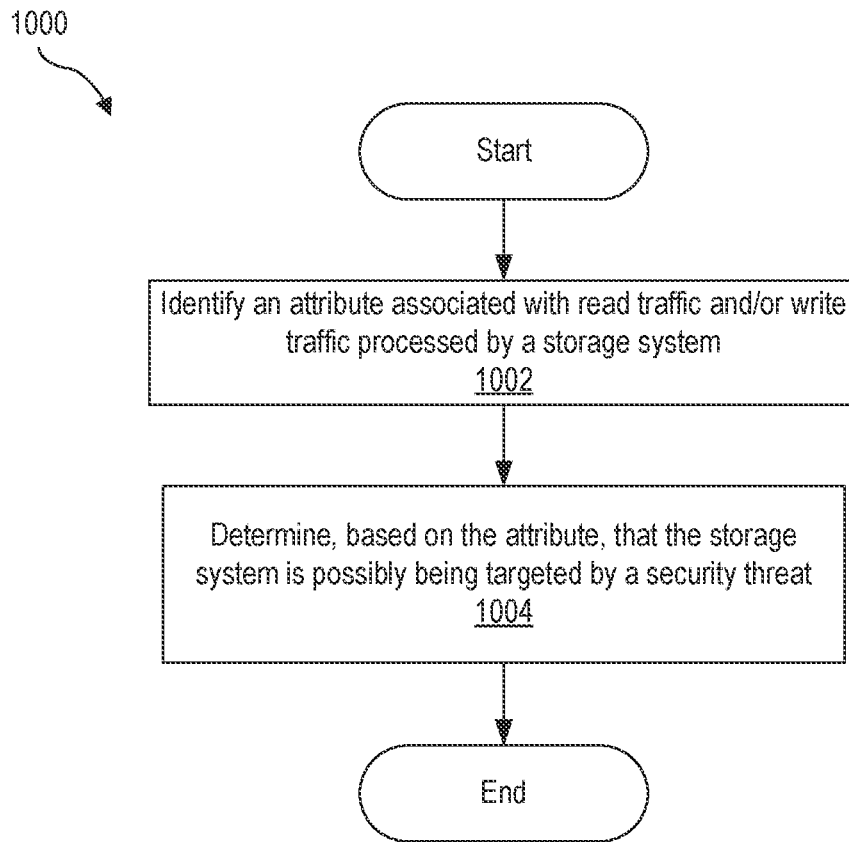 1000
Start
Identify an attribute associated with read traffic and/or write
traffic processed by a storage system
1002
Determine, based on the attribute, that the storage
system is possibly being targeted by a security threat
1004
End